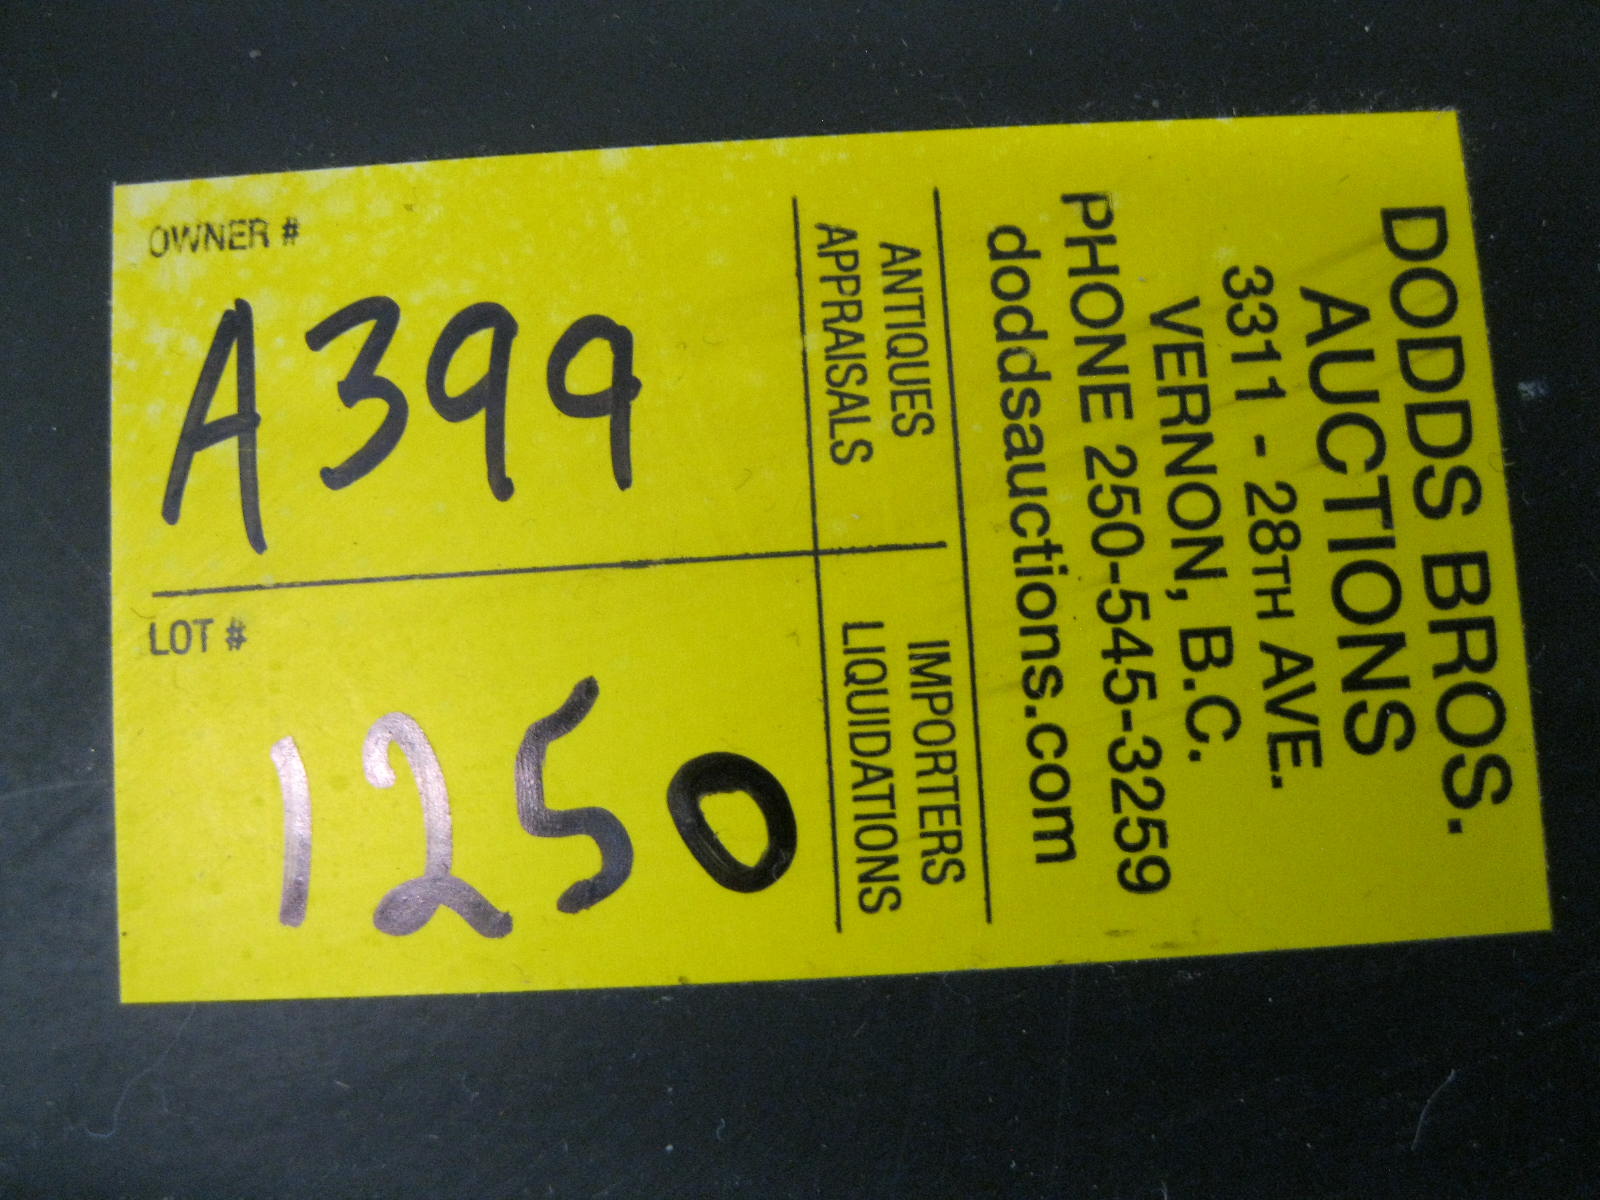 DODDS BROS.
AUCTIONS
3311 - 28TH AVE.
VERNON, B.C.
PHONE 250-545-3259
doddsauctions.com
ANTIQUES
APPRAISALS
IMPORTERS
LIQUIDATIONS
OWNER #
A399
LOT #
1250